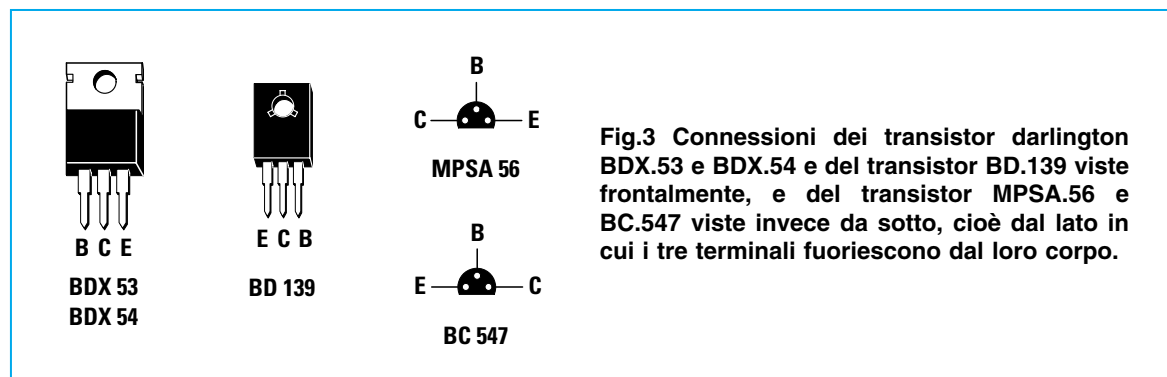 B C E
BDX 53
BDX 54
E C B
BD 139
B
C E
MPSA 56
B
E C
BC 547
Fig.3 Connessioni dei transistor darlington
BDX.53 e BDX.54 e del transistor BD.139 viste
frontalmente, e del transistor MPSA.56 e
BC.547 viste invece da sotto, cioè dal lato in
cui i tre terminali fuoriescono dal loro corpo.